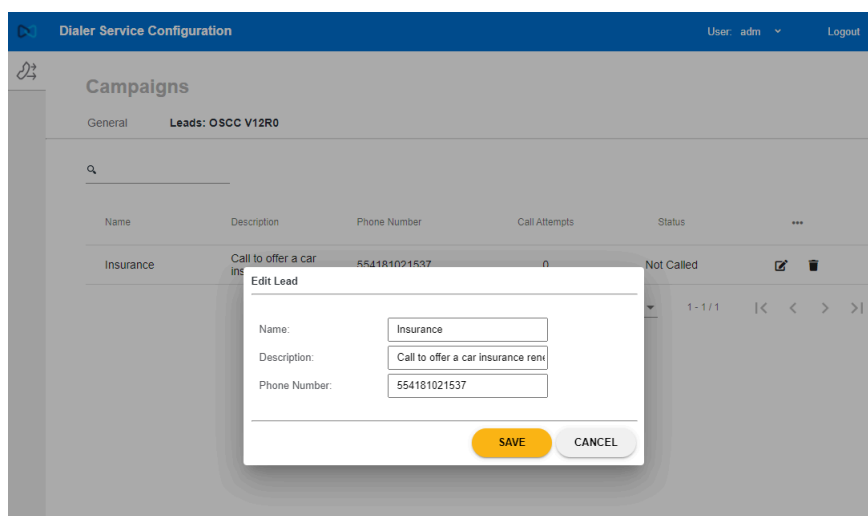 Dialer Service Configuration
User: adm
Logout
Campaigns
General
Leads: OSCC V12R0
Name
Description
Phone Number
Call Attempts
Status
Insurance
Call to offer a car
ins
554181021537
0
Not Called
1 - 1 / 1
Edit Lead
Name:
Insurance
Description:
Call to offer a car insurance rene
Phone Number:
554181021537
SAVE
CANCEL